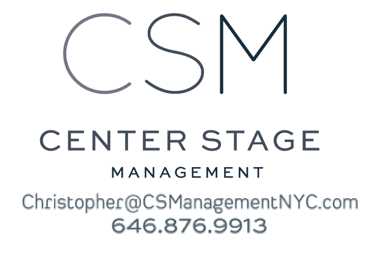 CSM
CENTER STAGE
MANAGEMENT
Christopher@CSManagementNYC.com
646.876.9913